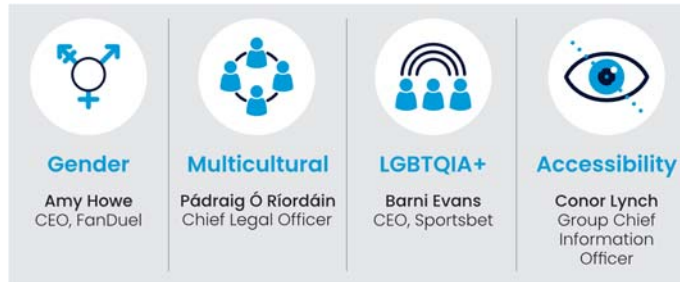 Gender
Amy Howe
CEO, FanDuel
Multicultural
Pádraig Ó Ríordáin
Chief Legal Officer
LGBTQIA+
Barni Evans
CEO, Sportsbet
Accessibility
Conor Lynch
Group Chief
Information
Officer